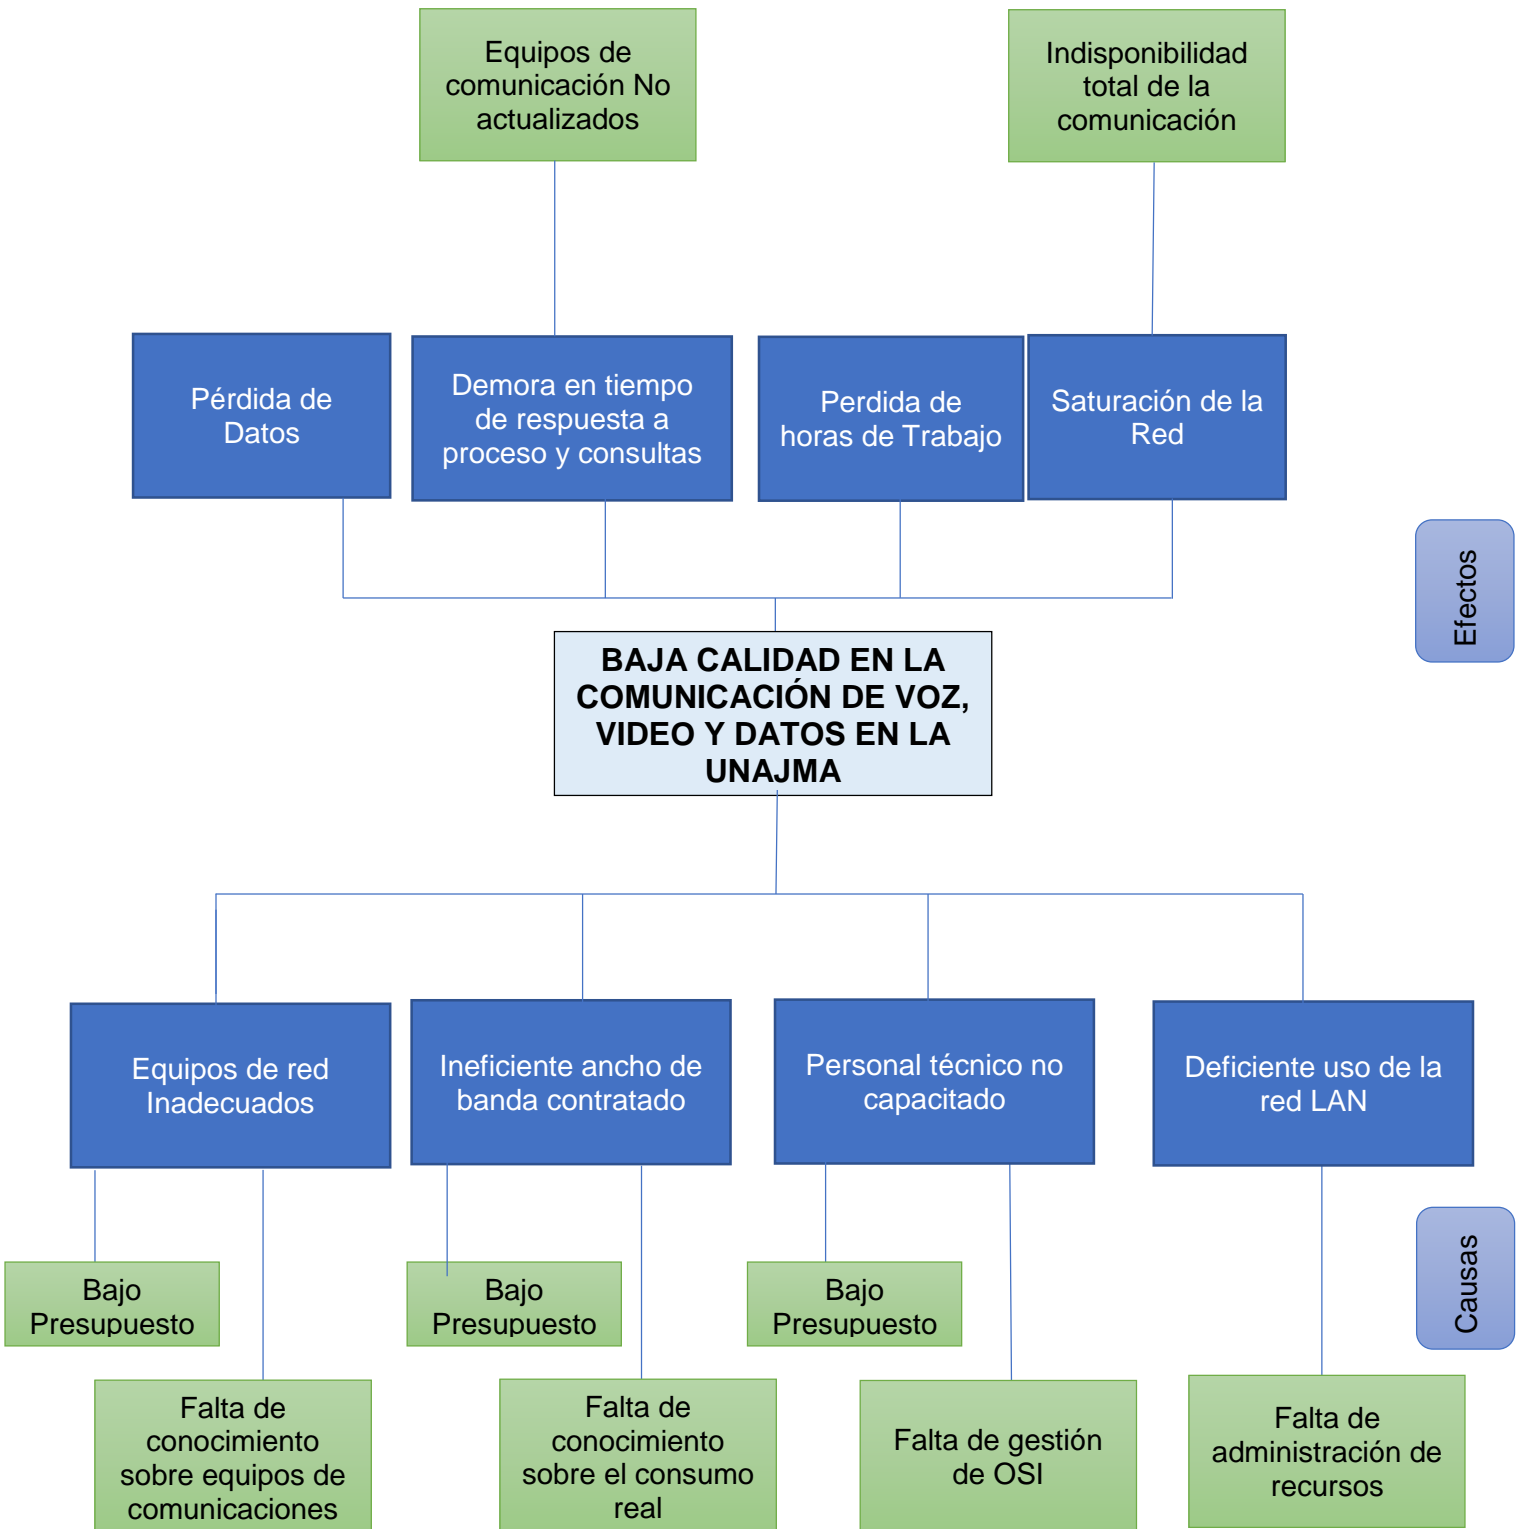 Equipos de
comunicación No
actualizados
Indisponibilidad
total de la
comunicación
Pérdida de
Datos
Demora en tiempo
de respuesta a
proceso y consultas
Perdida de
horas de Trabajo
Saturación de la
Red
Efectos
BAJA CALIDAD EN LA
COMUNICACIÓN DE VOZ,
VIDEO Y DATOS EN LA
UNAJMA
Equipos de red
Inadecuados
Ineficiente ancho de
banda contratado
Personal técnico no
capacitado
Deficiente uso de la
red LAN
Causas
Bajo
Presupuesto
Bajo
Presupuesto
Bajo
Presupuesto
Falta de
conocimiento
sobre equipos de
comunicaciones
Falta de
conocimiento
sobre el consumo
real
Falta de gestión
de OSI
Falta de
administración de
recursos